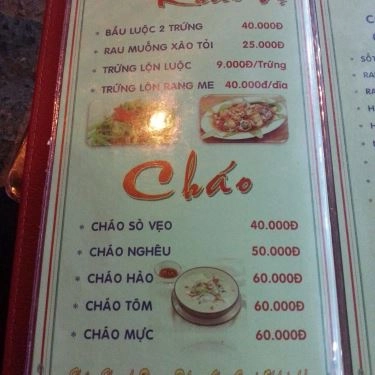 Khai Vị
* BẦU LUỘC 2 TRỨNG 40.000Đ
* RAU MUỐNG XÀO TỎI 25.000Đ
* TRỨNG LỘN LUỘC 9.000Đ/Trứng
* TRỨNG LỘN RANG ME 40.000đ/dĩa
Cháo
* CHÁO SÒ VẸO 40.000Đ
* CHÁO NGHÊU 50.000Đ
* CHÁO HÀO 60.000Đ
* CHÁO TÔM 60.000Đ
* CHÁO MỰC 60.000Đ